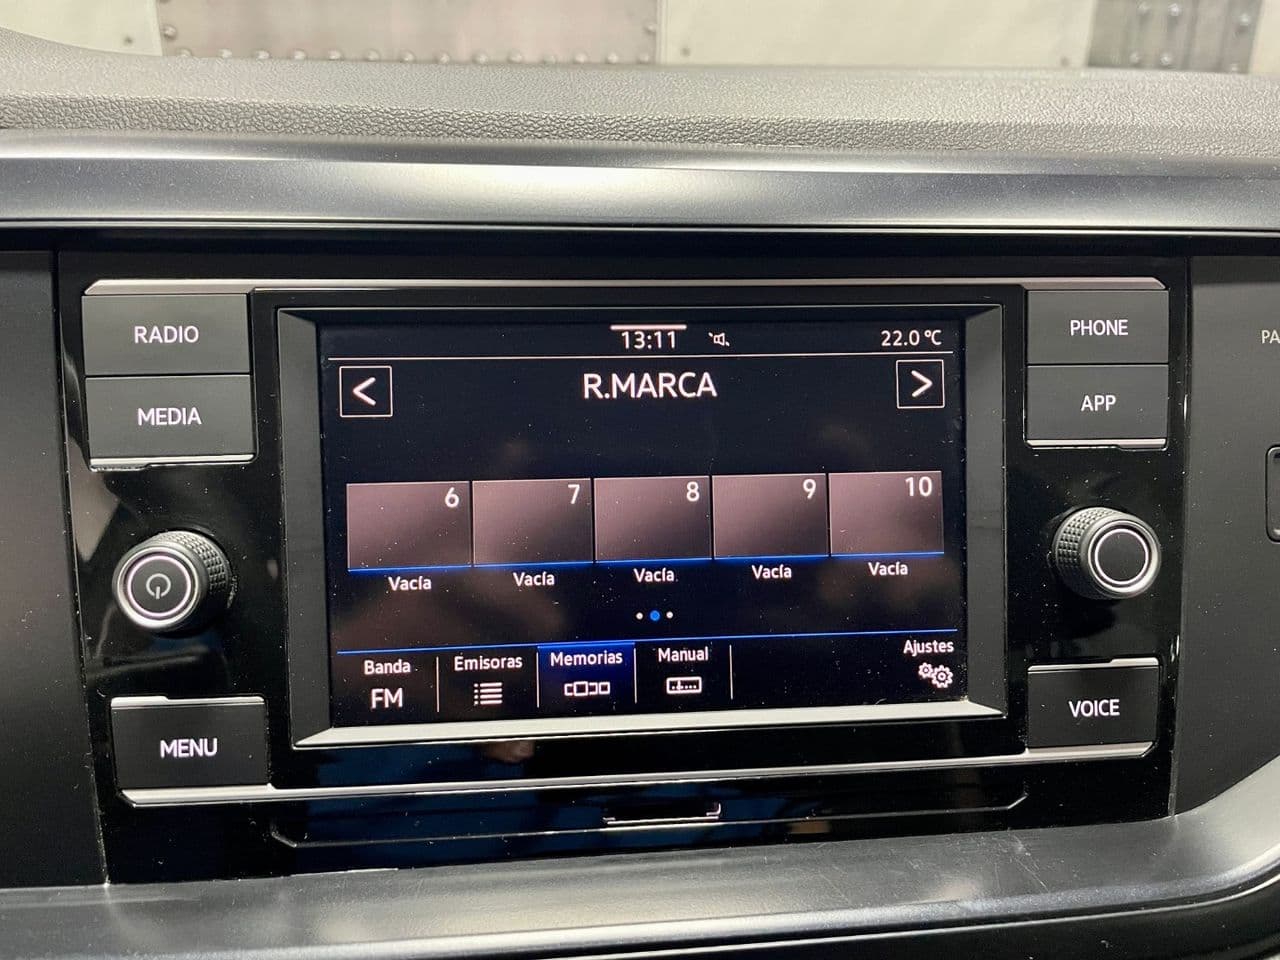 RADIO
MEDIA
MENU
13:11
22.0 °C
<
R.MARCA
>
6
7
8
9
10
Vacía
Vacía
Vacía
Vacía
Vacía
Banda
FM
Emisoras
Memorias
Manual
Ajustes
PHONE
APP
VOICE
PA